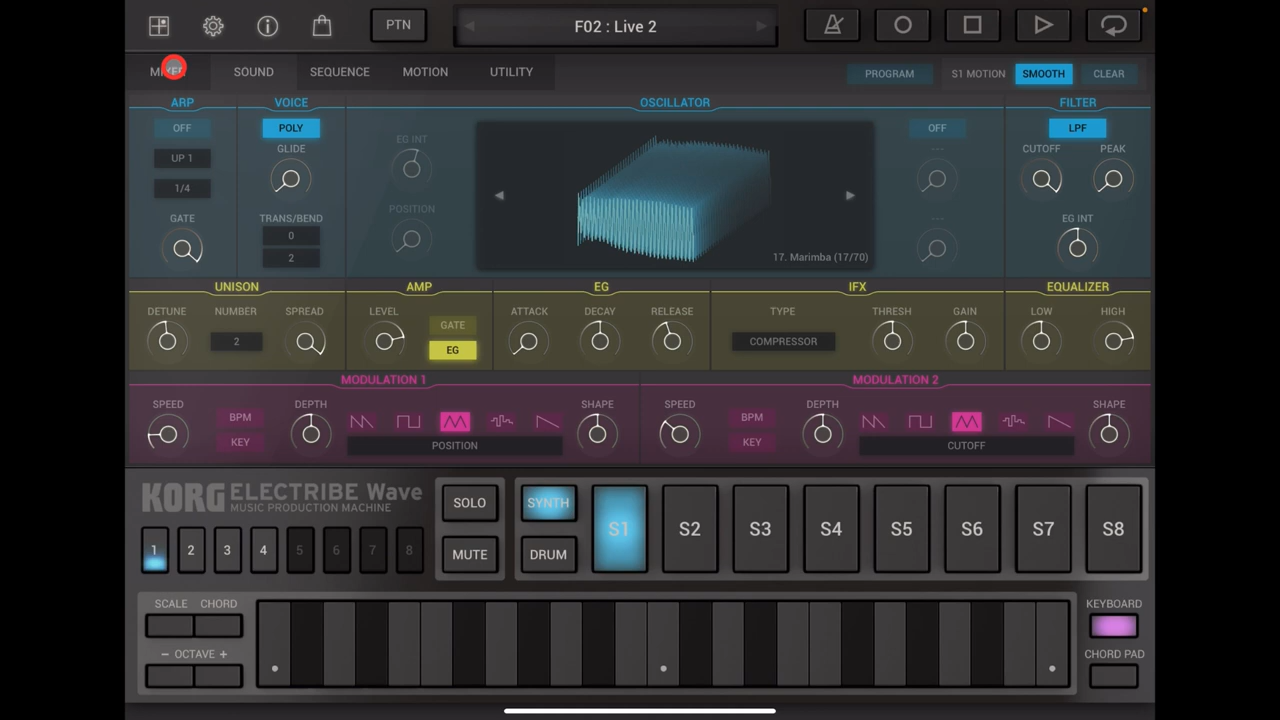 PTN
F02 : Live 2
MIXER
SOUND
SEQUENCE
MOTION
UTILITY
PROGRAM
S1 MOTION
SMOOTH
CLEAR
ARP
OFF
UP 1
1/4
GATE
VOICE
POLY
GLIDE
TRANS/BEND
0
2
OSCILLATOR
EG INT
POSITION
17. Marimba (17/70)
OFF
---
---
FILTER
LPF
CUTOFF
PEAK
EG INT
UNISON
DETUNE
NUMBER
SPREAD
2
AMP
LEVEL
GATE
EG
EG
ATTACK
DECAY
RELEASE
IFX
TYPE
THRESH
GAIN
COMPRESSOR
EQUALIZER
LOW
HIGH
MODULATION 1
SPEED
BPM
KEY
DEPTH
SHAPE
POSITION
MODULATION 2
SPEED
BPM
KEY
DEPTH
SHAPE
CUTOFF
KORG ELECTRIBE Wave
MUSIC PRODUCTION MACHINE
1 2 3 4 5 6 7 8
SOLO
MUTE
SYNTH
DRUM
S1 S2 S3 S4 S5 S6 S7 S8
SCALE CHORD
− OCTAVE +
KEYBOARD
CHORD PAD